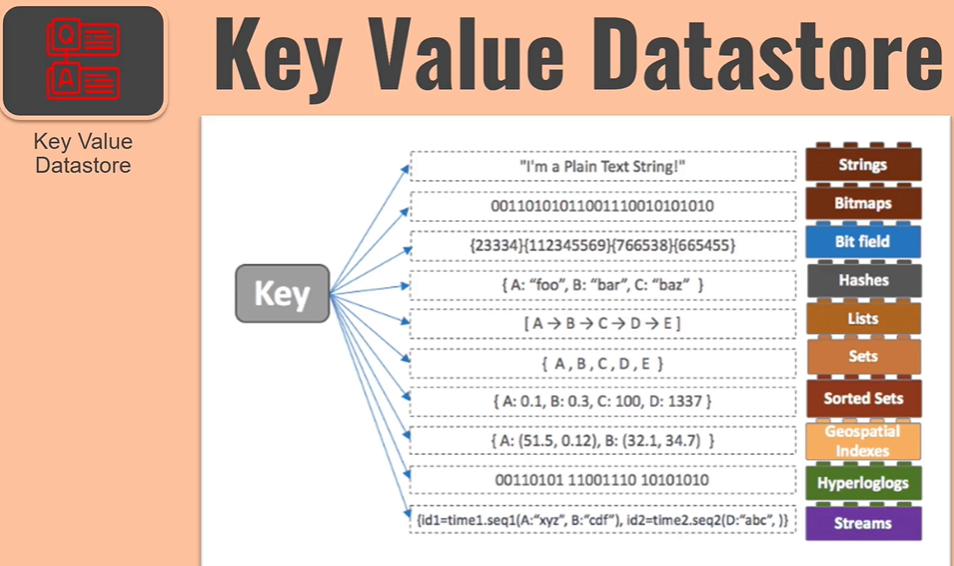 Q
A
Key Value
Datastore
Key Value Datastore
Key
"I'm a Plain Text String!"
Strings
00110101011001110010101010
Bitmaps
{23334}{112345569}{766538}{665455}
Bit field
{ A: “foo”, B: “bar”, C: “baz” }
Hashes
[ A → B → C → D → E ]
Lists
{ A , B , C , D , E }
Sets
{ A: 0.1, B: 0.3, C: 100, D: 1337 }
Sorted Sets
{ A: (51.5, 0.12), B: (32.1, 34.7) }
Geospatial
Indexes
00110101 11001110 10101010
Hyperloglogs
{id1=time1.seq1(A:“xyz”, B:“cdf”), id2=time2.seq2(D:“abc”, )}
Streams